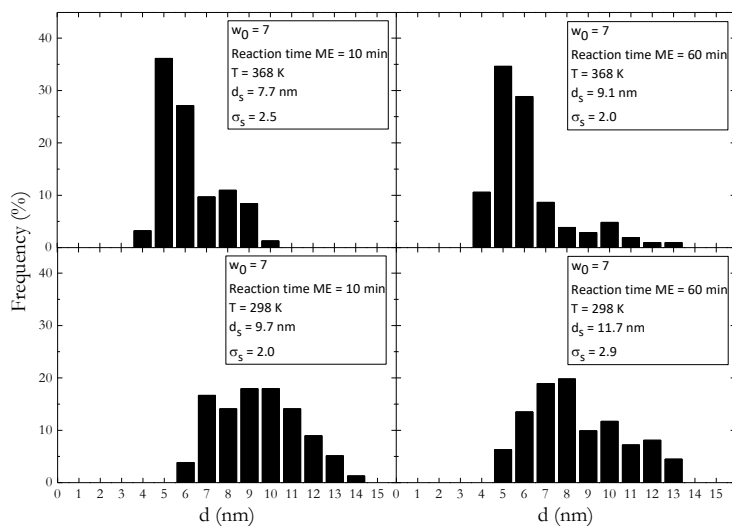 w₀ = 7
Reaction time ME = 10 min
T = 368 K
dₛ = 7.7 nm
σₛ = 2.5
w₀ = 7
Reaction time ME = 60 min
T = 368 K
dₛ = 9.1 nm
σₛ = 2.0
40
30
20
10
0
Frequency (%)
w₀ = 7
Reaction time ME = 10 min
T = 298 K
dₛ = 9.7 nm
σₛ = 2.0
w₀ = 7
Reaction time ME = 60 min
T = 298 K
dₛ = 11.7 nm
σₛ = 2.9
40
30
20
10
0
0 1 2 3 4 5 6 7 8 9 10 11 12 13 14 15
0 1 2 3 4 5 6 7 8 9 10 11 12 13 14 15
d (nm)
d (nm)